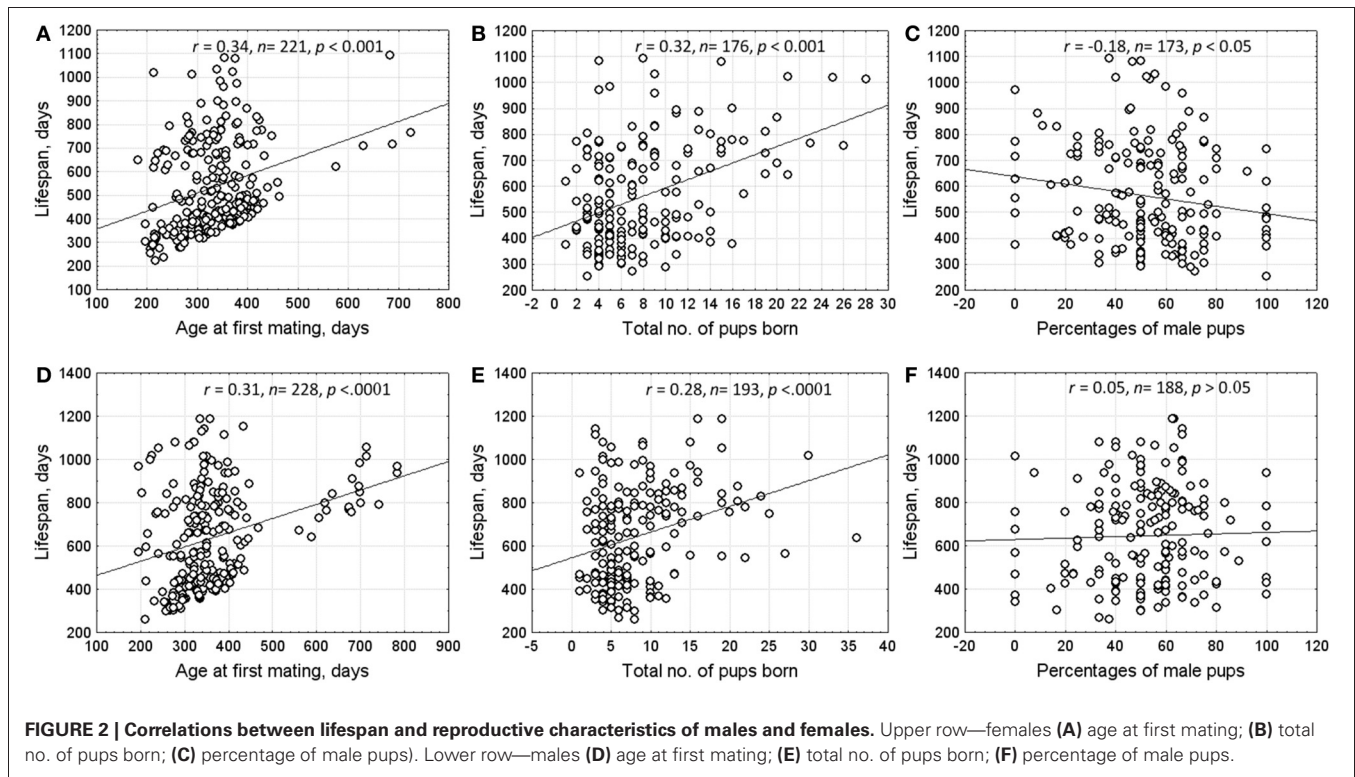 A
r = 0.34, n= 221, p < 0.001
1200
1100
1000
900
800
700
600
500
400
300
200
100
Lifespan, days
100 200 300 400 500 600 700 800
Age at first mating, days
B
r = 0.32, n= 176, p < 0.001
1200
1100
1000
900
800
700
600
500
400
300
200
Lifespan, days
-2 0 2 4 6 8 10 12 14 16 18 20 22 24 26 28 30
Total no. of pups born
C
r = -0.18, n= 173, p < 0.05
1200
1100
1000
900
800
700
600
500
400
300
200
Lifespan, days
-20 0 20 40 60 80 100 120
Percentages of male pups
D
r = 0.31, n= 228, p <.0001
1400
1200
1000
800
600
400
200
Lifespan, days
100 200 300 400 500 600 700 800 900
Age at first mating, days
E
r = 0.28, n= 193, p <.0001
1400
1200
1000
800
600
400
200
Lifespan, days
-5 0 5 10 15 20 25 30 35 40
Total no. of pups born
F
r = 0.05, n= 188, p > 0.05
1400
1200
1000
800
600
400
200
Lifespan, days
-20 0 20 40 60 80 100 120
Percentages of male pups
FIGURE 2 | Correlations between lifespan and reproductive characteristics of males and females. Upper row—females (A) age at first mating; (B) total
no. of pups born; (C) percentage of male pups). Lower row—males (D) age at first mating; (E) total no. of pups born; (F) percentage of male pups.